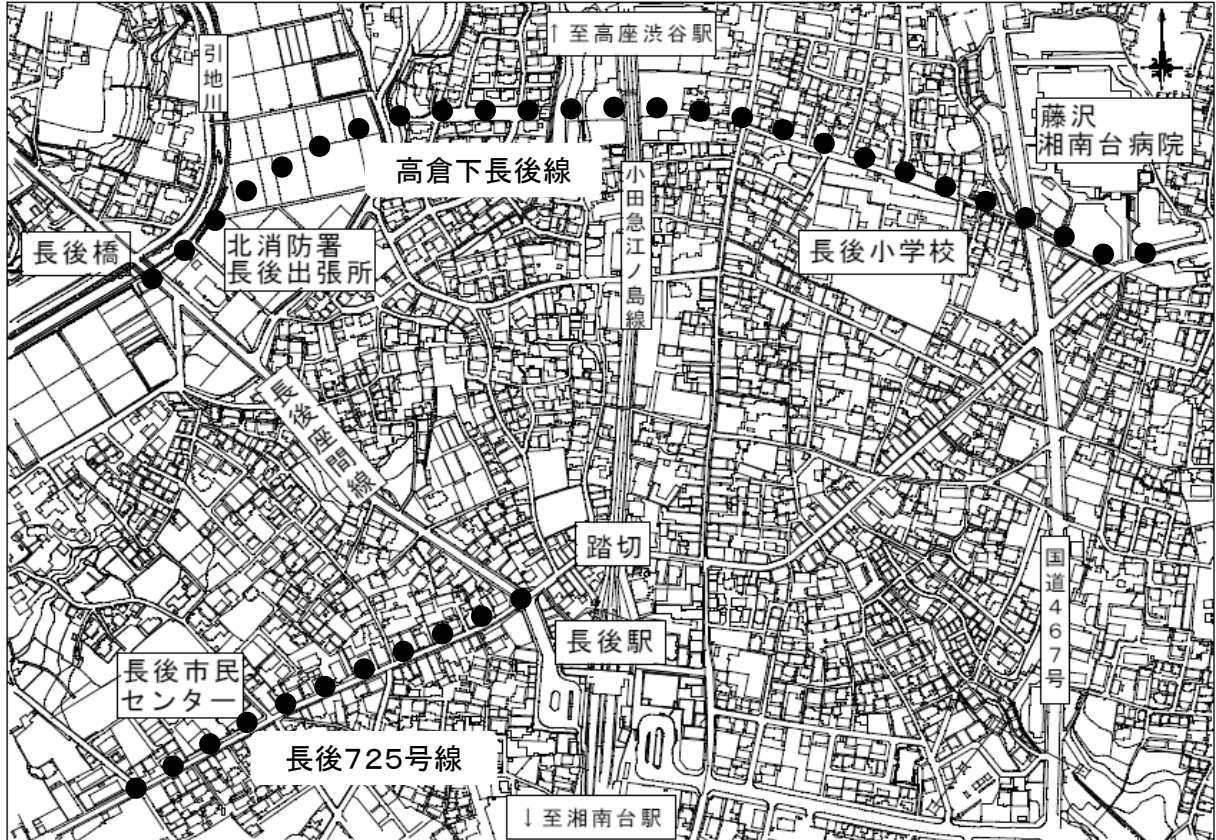 ↑至高座渋谷駅
引地川
藤沢
湘南台病院
高倉下長後線
小田急江ノ島線
長後橋
北消防署
長後出張所
長後小学校
長後座間線
踏切
国道467号
長後駅
長後市民
センター
長後725号線
↓至湘南台駅